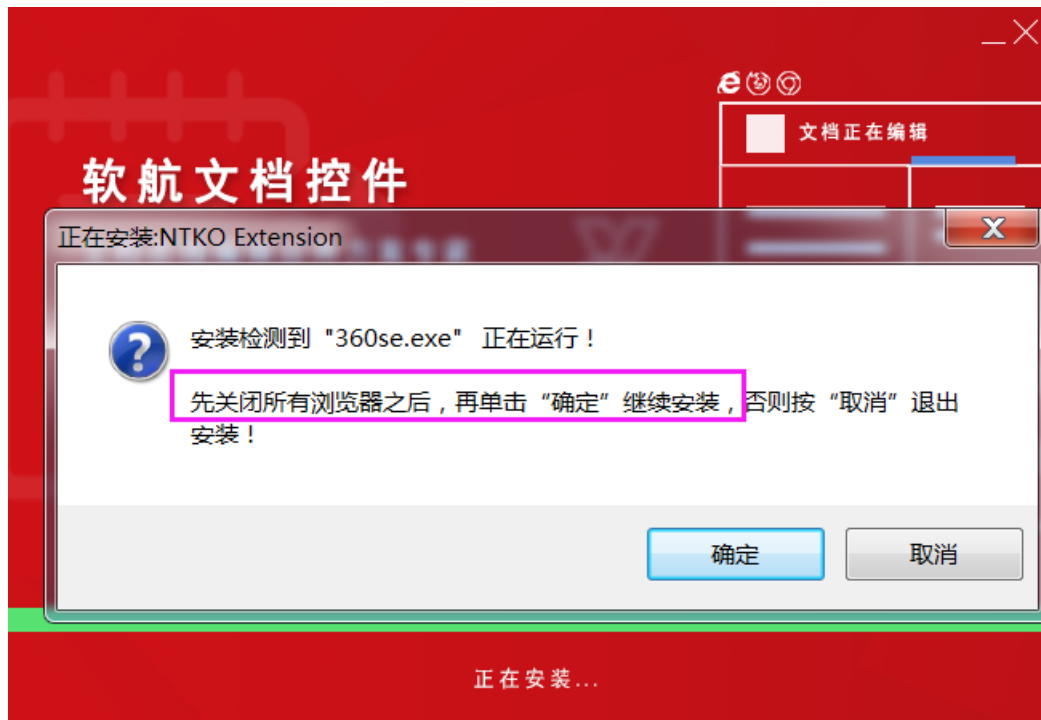 文档正在编辑
软航文档控件
正在安装:NTKO Extension
安装检测到 "360se.exe" 正在运行！
先关闭所有浏览器之后，再单击“确定”继续安装，否则按“取消”退出
安装！
确定
取消
正在安装...